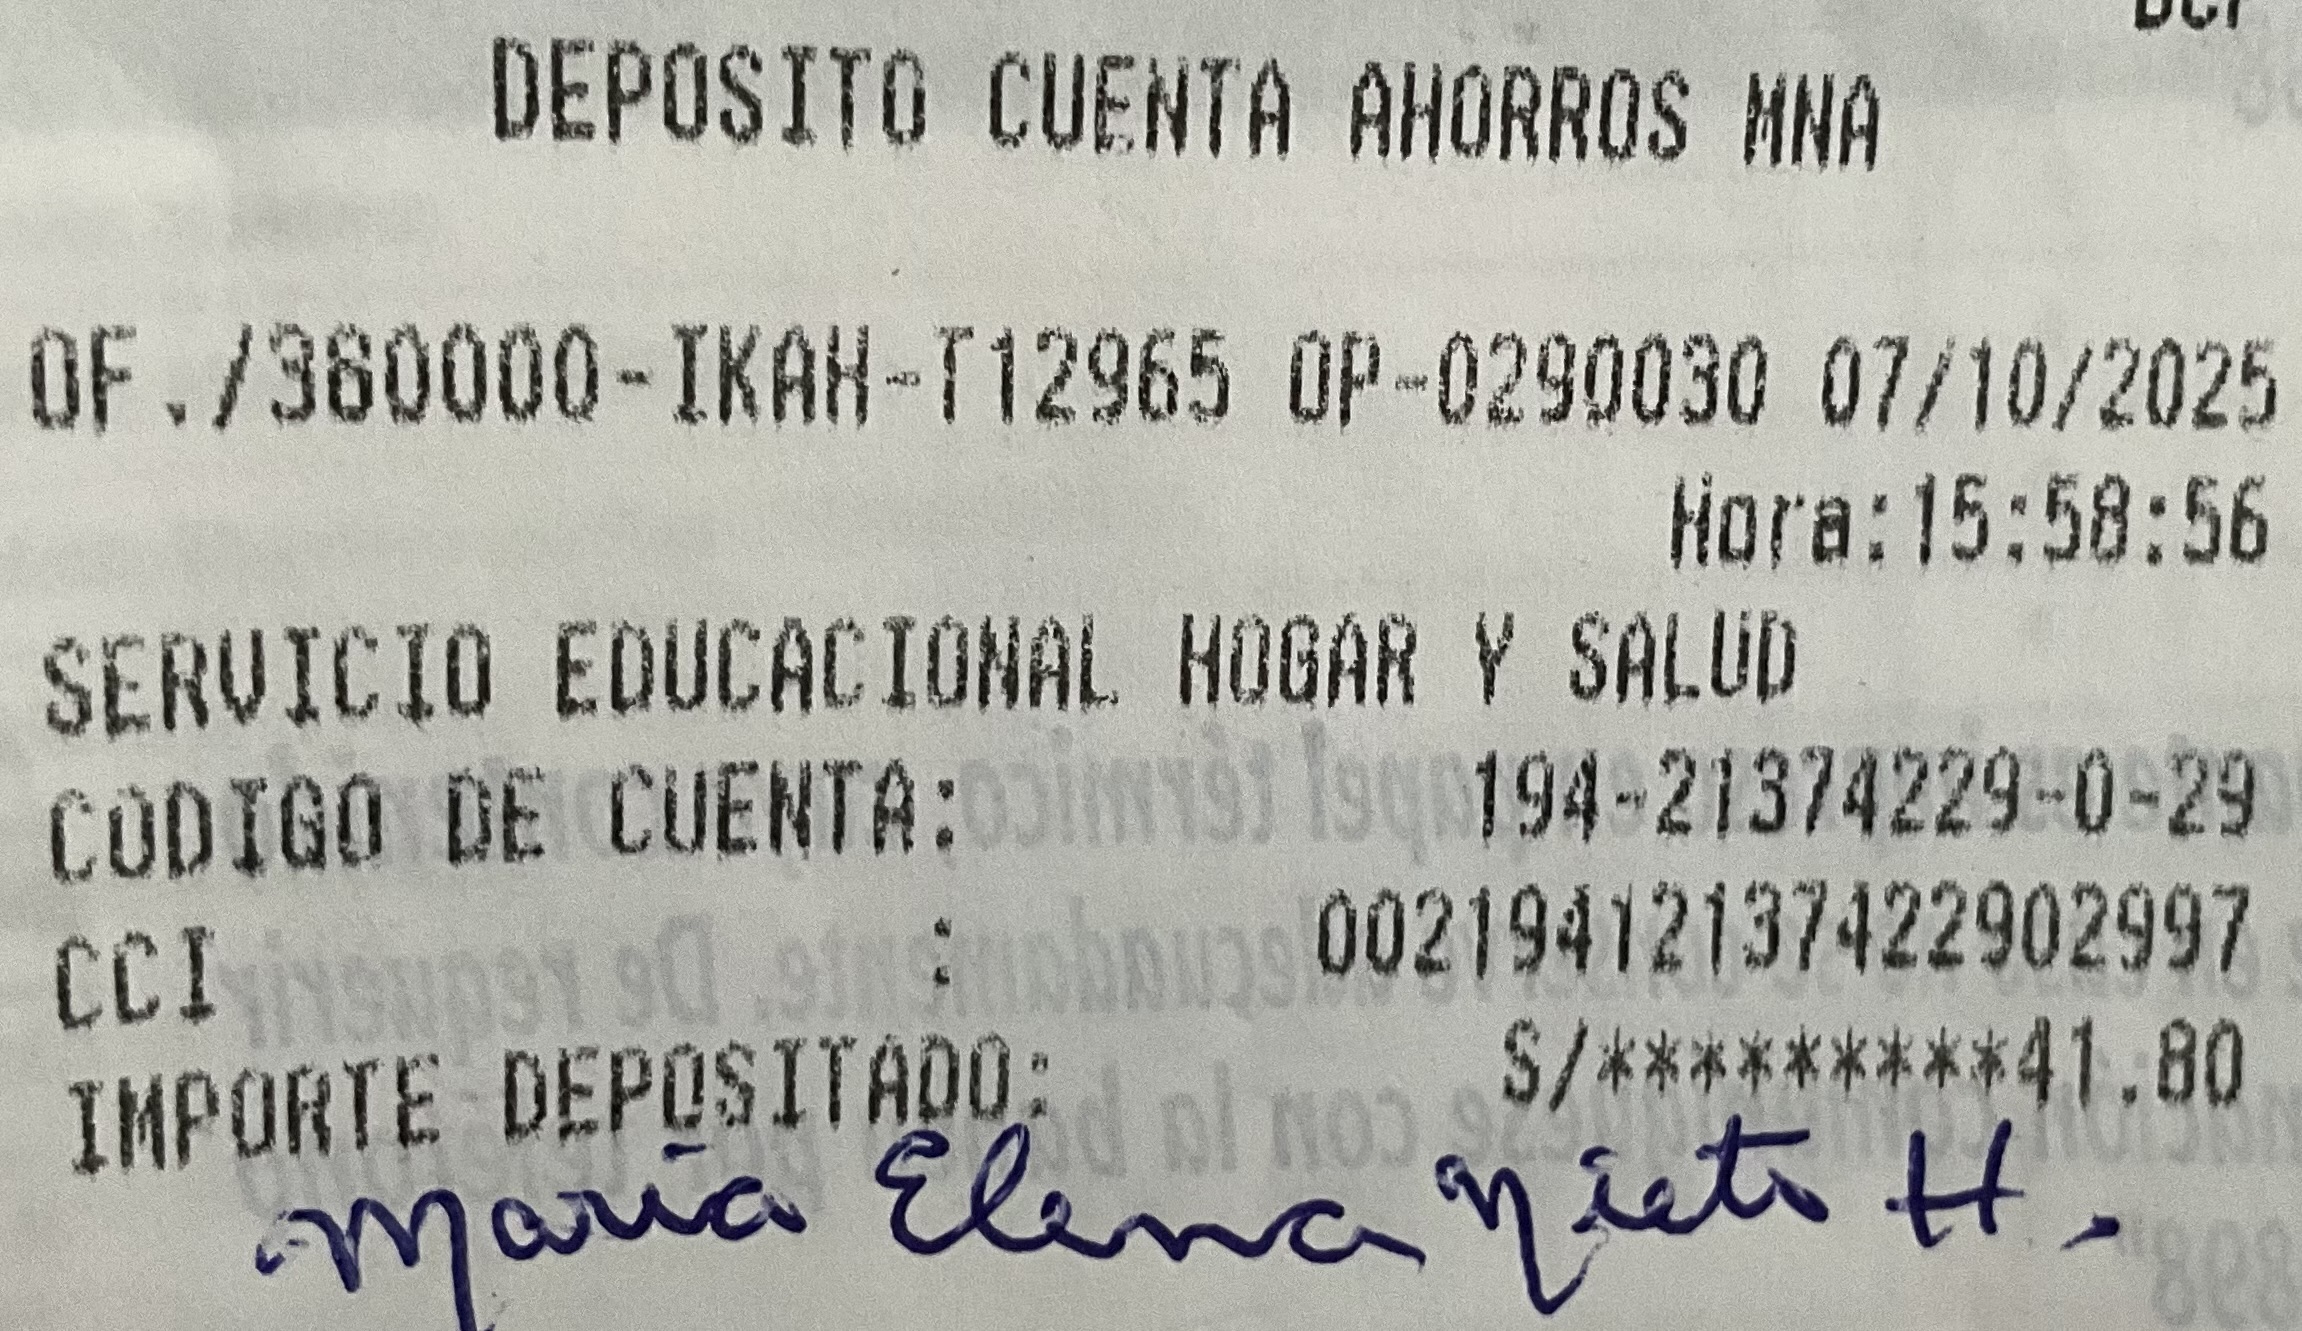 DEPOSITO CUENTA AHORROS MNA
OF./360000-IKAH-T12965 OP-0290030 07/10/2025
Hora:15:58:56
SERVICIO EDUCACIONAL HOGAR Y SALUD
CODIGO DE CUENTA: 194-21374229-0-29
CCI : 00219412137422902997
IMPORTE DEPOSITADO: S/*********41.80
María Elena Nieto H.